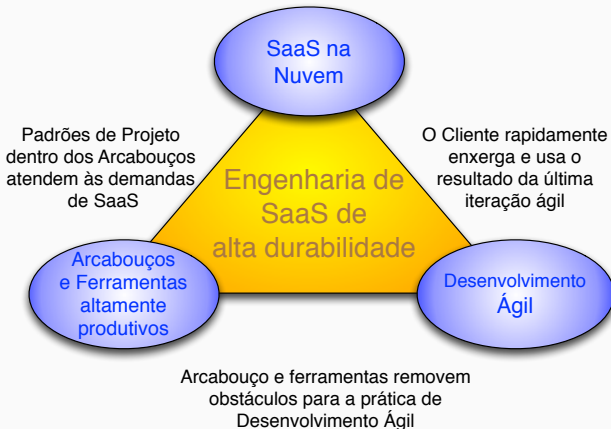 SaaS na
Nuvem
Padrões de Projeto
dentro dos Arcabouços
atendem às demandas
de SaaS
O Cliente rapidamente
enxerga e usa o
resultado da última
iteração ágil
Engenharia de
SaaS de
alta durabilidade
Arcabouços
e Ferramentas
altamente
produtivos
Desenvolvimento
Ágil
Arcabouço e ferramentas removem
obstáculos para a prática de
Desenvolvimento Ágil